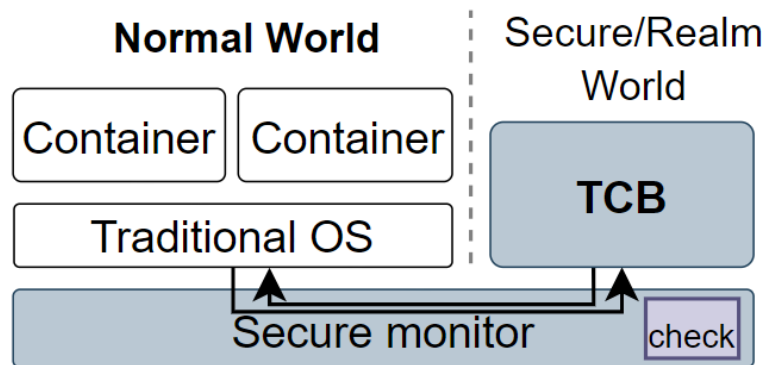 Normal World
Secure/Realm
World
Container
Container
TCB
Traditional OS
Secure monitor
check